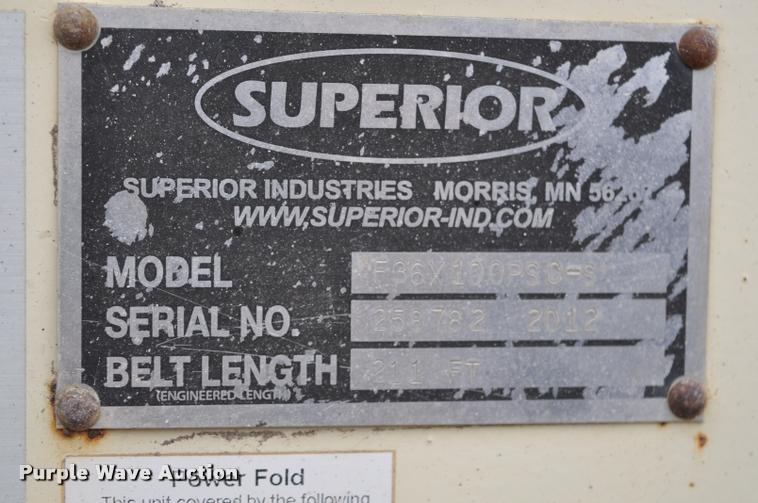 SUPERIOR
SUPERIOR INDUSTRIES MORRIS, MN
WWW.SUPERIOR-IND.COM
MODEL
SERIAL NO. 2012
BELT LENGTH 211 FT
(ENGINEERED LENGTH)
Purple Wave Auction
Power Fold
This unit covered by the following